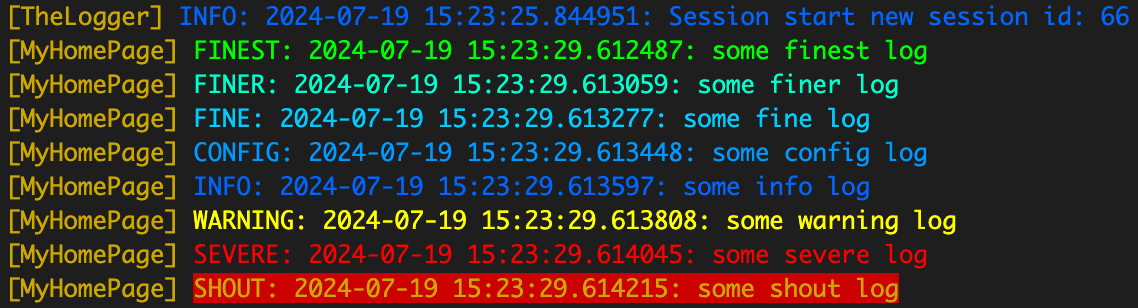 [TheLogger] INFO: 2024-07-19 15:23:25.844951: Session start new session id: 66
[MyHomePage] FINEST: 2024-07-19 15:23:29.612487: some finest log
[MyHomePage] FINER: 2024-07-19 15:23:29.613059: some finer log
[MyHomePage] FINE: 2024-07-19 15:23:29.613277: some fine log
[MyHomePage] CONFIG: 2024-07-19 15:23:29.613448: some config log
[MyHomePage] INFO: 2024-07-19 15:23:29.613597: some info log
[MyHomePage] WARNING: 2024-07-19 15:23:29.613808: some warning log
[MyHomePage] SEVERE: 2024-07-19 15:23:29.614045: some severe log
[MyHomePage] SHOUT: 2024-07-19 15:23:29.614215: some shout log